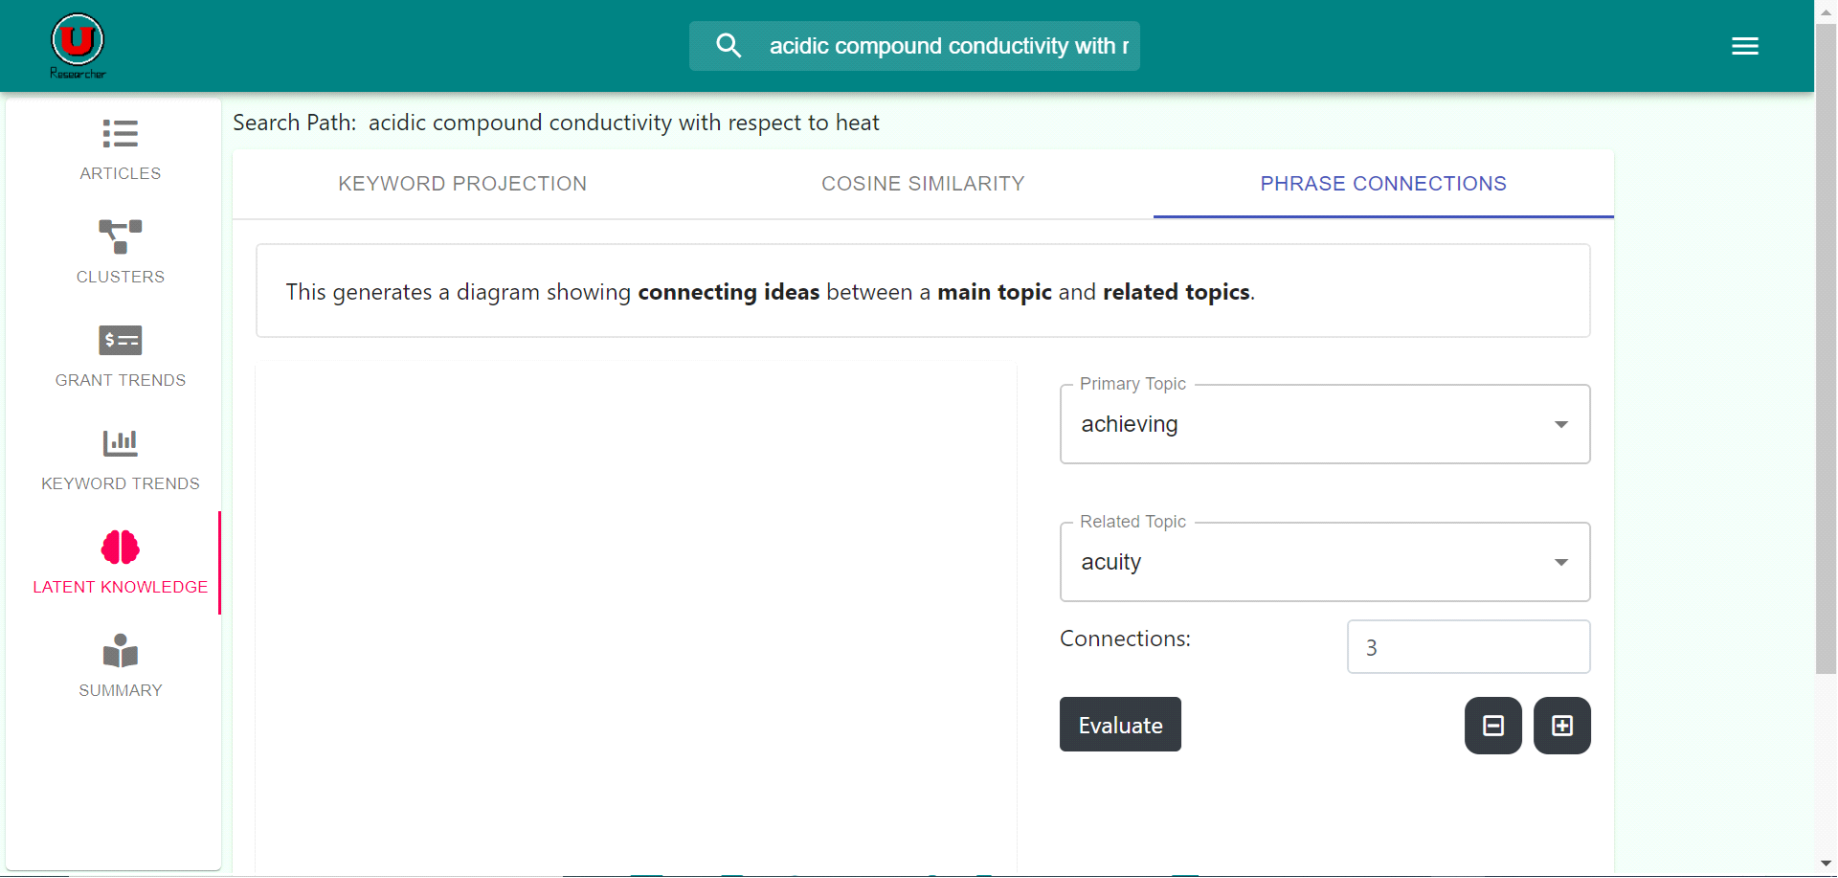 U
Researcher
acidic compound conductivity with r
Search Path: acidic compound conductivity with respect to heat
ARTICLES
CLUSTERS
GRANT TRENDS
KEYWORD TRENDS
LATENT KNOWLEDGE
SUMMARY
KEYWORD PROJECTION
COSINE SIMILARITY
PHRASE CONNECTIONS
This generates a diagram showing connecting ideas between a main topic and related topics.
Primary Topic
achieving
Related Topic
acuity
Connections:
3
Evaluate